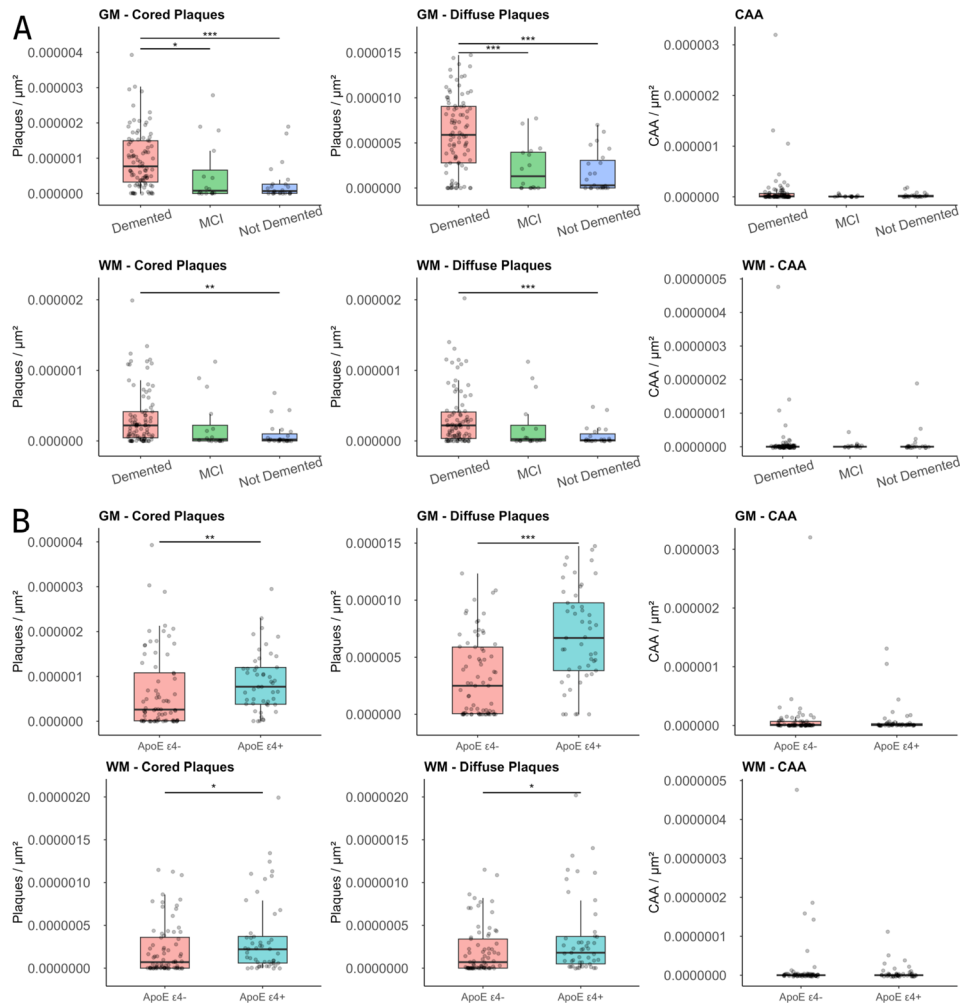 A
GM - Cored Plaques
Plaques / µm²
0.000004
0.000003
0.000002
0.000001
0.000000
***
*
Demented
MCI
Not Demented
GM - Diffuse Plaques
Plaques / µm²
0.000015
0.000010
0.000005
0.000000
***
***
Demented
MCI
Not Demented
CAA
CAA / µm²
0.000003
0.000002
0.000001
0.000000
Demented
MCI
Not Demented
WM - Cored Plaques
Plaques / µm²
0.000002
0.000001
0.000000
**
Demented
MCI
Not Demented
WM - Diffuse Plaques
Plaques / µm²
0.000002
0.000001
0.000000
***
Demented
MCI
Not Demented
WM - CAA
CAA / µm²
0.0000005
0.0000004
0.0000003
0.0000002
0.0000001
0.0000000
Demented
MCI
Not Demented
B
GM - Cored Plaques
Plaques / µm²
0.000004
0.000003
0.000002
0.000001
0.000000
**
ApoE ε4-
ApoE ε4+
GM - Diffuse Plaques
Plaques / µm²
0.000015
0.000010
0.000005
0.000000
***
ApoE ε4-
ApoE ε4+
GM - CAA
CAA / µm²
0.000003
0.000002
0.000001
0.000000
ApoE ε4-
ApoE ε4+
WM - Cored Plaques
Plaques / µm²
0.0000020
0.0000015
0.0000010
0.0000005
0.0000000
*
ApoE ε4-
ApoE ε4+
WM - Diffuse Plaques
Plaques / µm²
0.0000020
0.0000015
0.0000010
0.0000005
0.0000000
*
ApoE ε4-
ApoE ε4+
WM - CAA
CAA / µm²
0.0000005
0.0000004
0.0000003
0.0000002
0.0000001
0.0000000
ApoE ε4-
ApoE ε4+